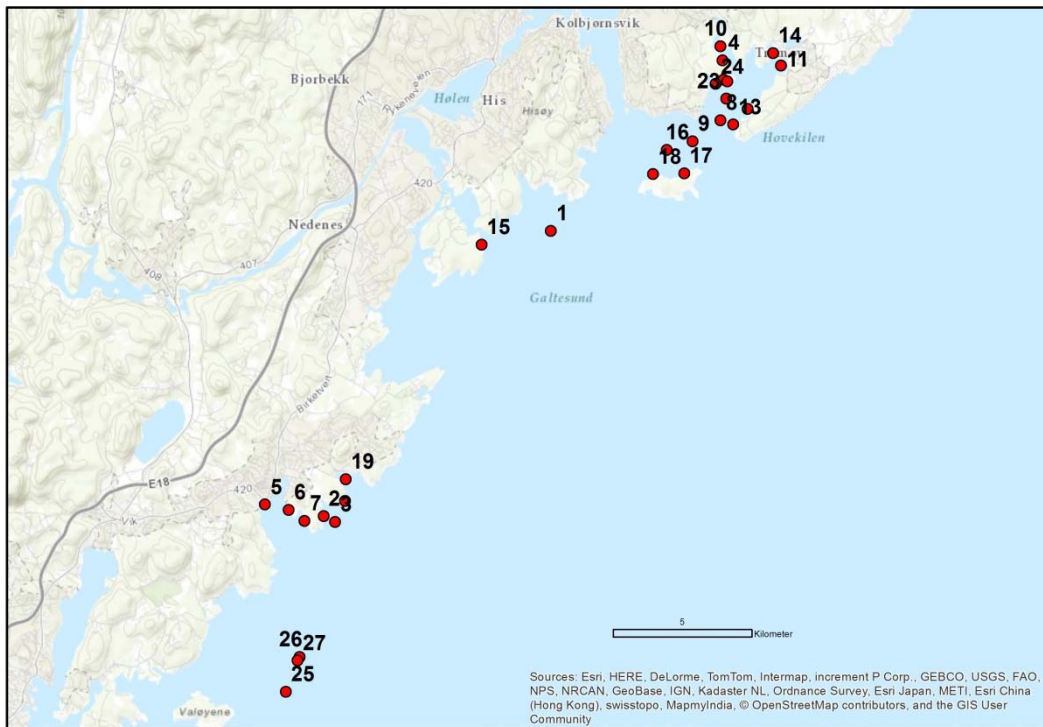 Kolbjørnsvik
10
4
14
Bjorbekk
24
11
23
Hølen
His
Hisøy
8
13
171
9
Høvekilen
16
420
18
17
1
Nedenes
15
407
408
Galtesund
Birketveit
19
E18
420
5
6
2
7
3
Vik
26
27
5
25
Kilometer
Sources: Esri, HERE, DeLorme, TomTom, Intermap, increment P Corp., GEBCO, USGS, FAO,
NPS, NRCAN, GeoBase, IGN, Kadaster NL, Ordnance Survey, Esri Japan, METI, Esri China
(Hong Kong), swisstopo, MapmyIndia, © OpenStreetMap contributors, and the GIS User
Community
Valøyene